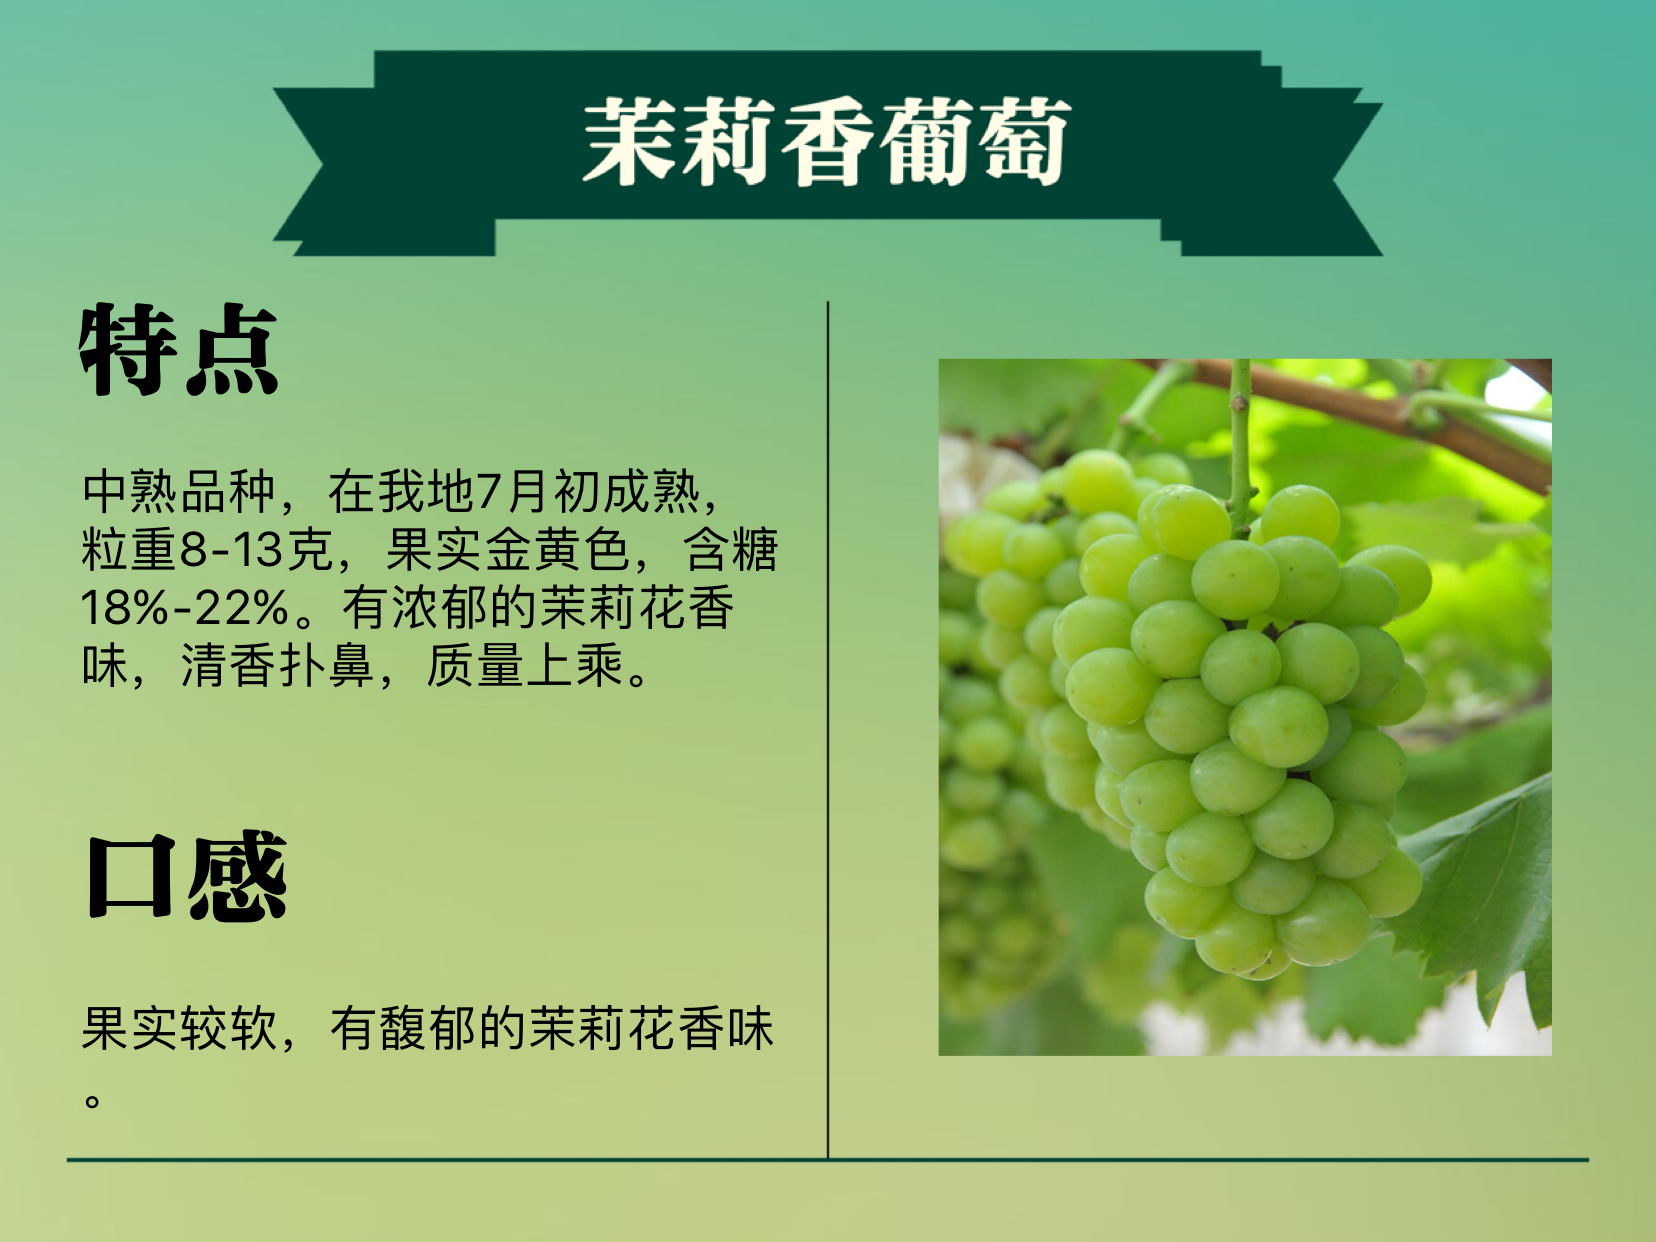 茉莉香葡萄
特点
中熟品种，在我地7月初成熟，
粒重8-13克，果实金黄色，含糖
18%-22%。有浓郁的茉莉花香
味，清香扑鼻，质量上乘。
口感
果实较软，有馥郁的茉莉花香味
。